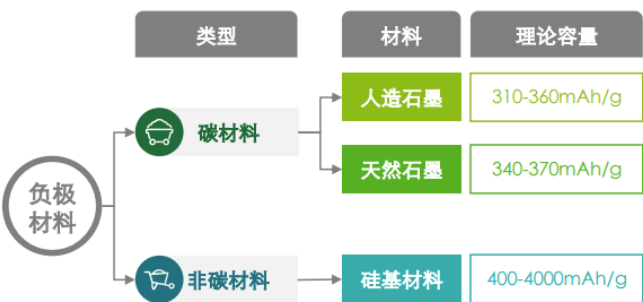 类型
材料
理论容量
负极
材料
碳材料
人造石墨
310-360mAh/g
天然石墨
340-370mAh/g
非碳材料
硅基材料
400-4000mAh/g